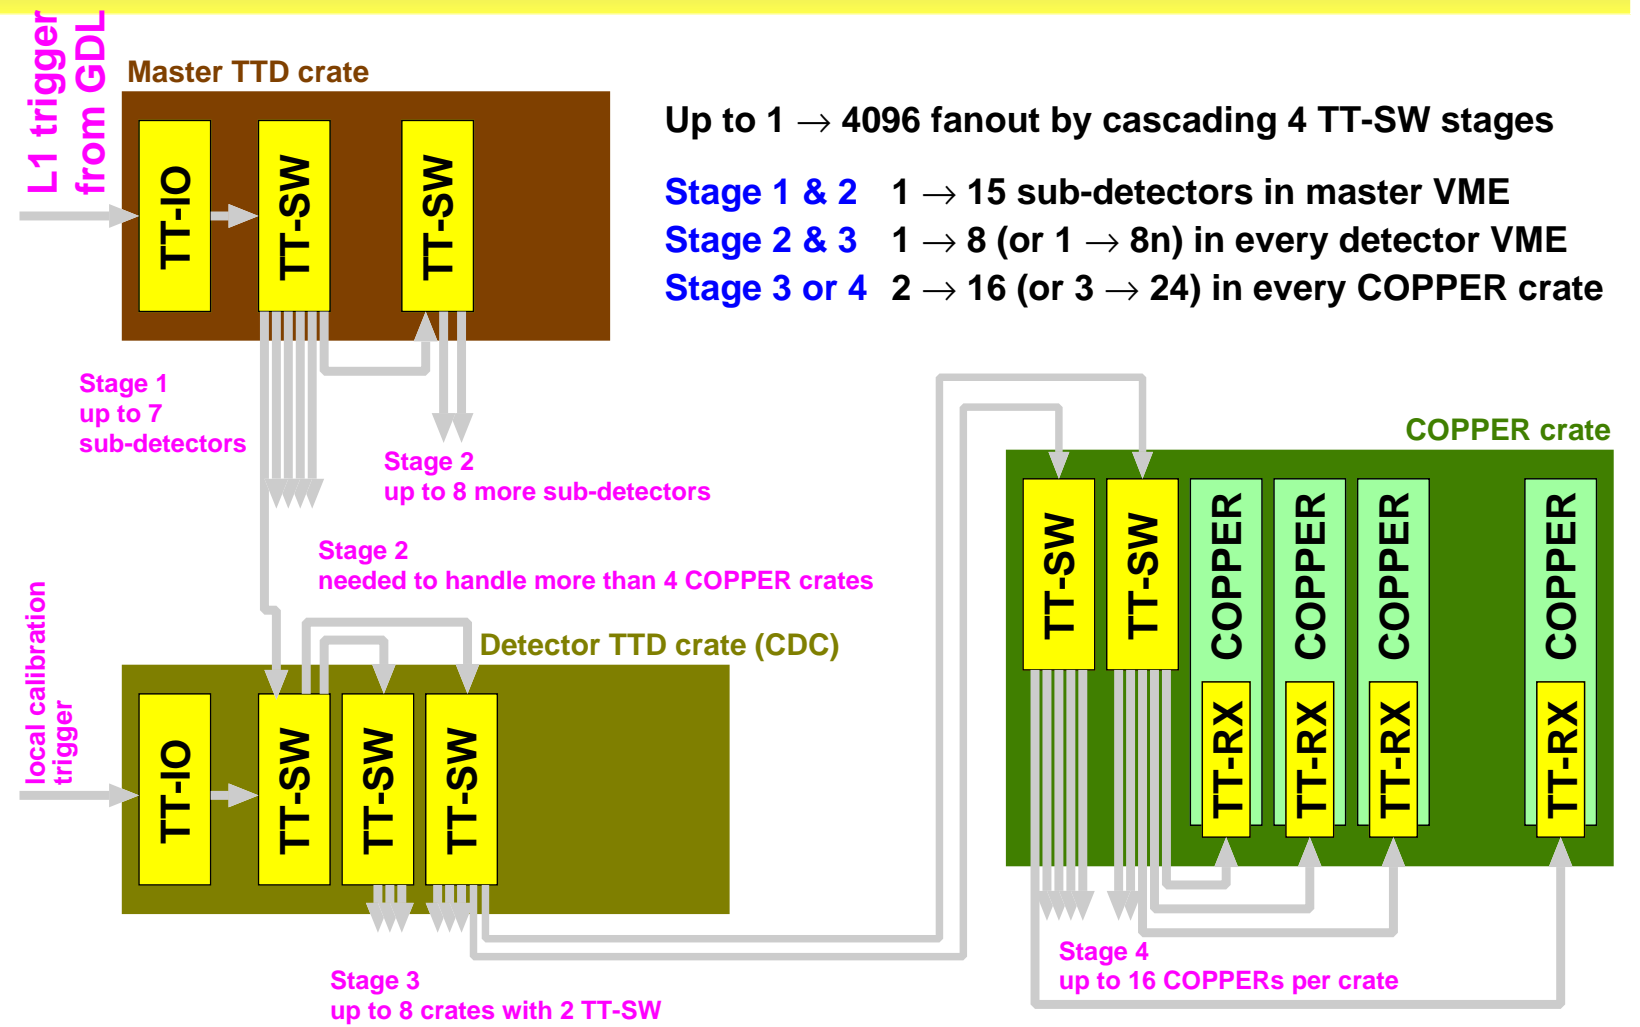 L1 trigger
from GDL
Master TTD crate
TT-IO
TT-SW
TT-SW
Up to 1 → 4096 fanout by cascading 4 TT-SW stages
Stage 1 & 2 1 → 15 sub-detectors in master VME
Stage 2 & 3 1 → 8 (or 1 → 8n) in every detector VME
Stage 3 or 4 2 → 16 (or 3 → 24) in every COPPER crate
Stage 1
up to 7
sub-detectors
Stage 2
up to 8 more sub-detectors
Stage 2
needed to handle more than 4 COPPER crates
local calibration
trigger
Detector TTD crate (CDC)
TT-IO
TT-SW
TT-SW
TT-SW
Stage 3
up to 8 crates with 2 TT-SW
COPPER crate
TT-SW
TT-SW
COPPER
COPPER
COPPER
COPPER
TT-RX
TT-RX
TT-RX
TT-RX
Stage 4
up to 16 COPPERs per crate